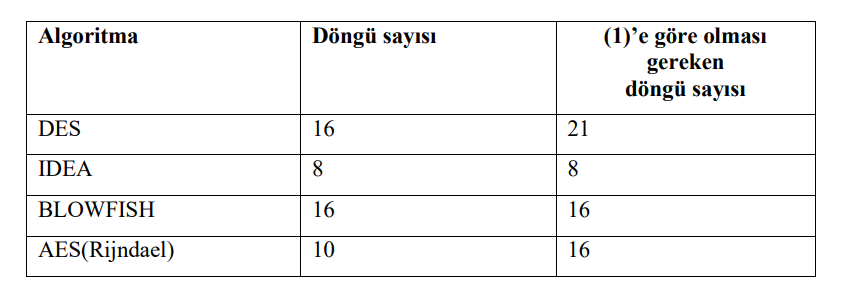 Algoritma Döngü sayısı (1)’e göre olması
gereken
döngü sayısı
DES 16 21
IDEA 8 8
BLOWFISH 16 16
AES(Rijndael) 10 16